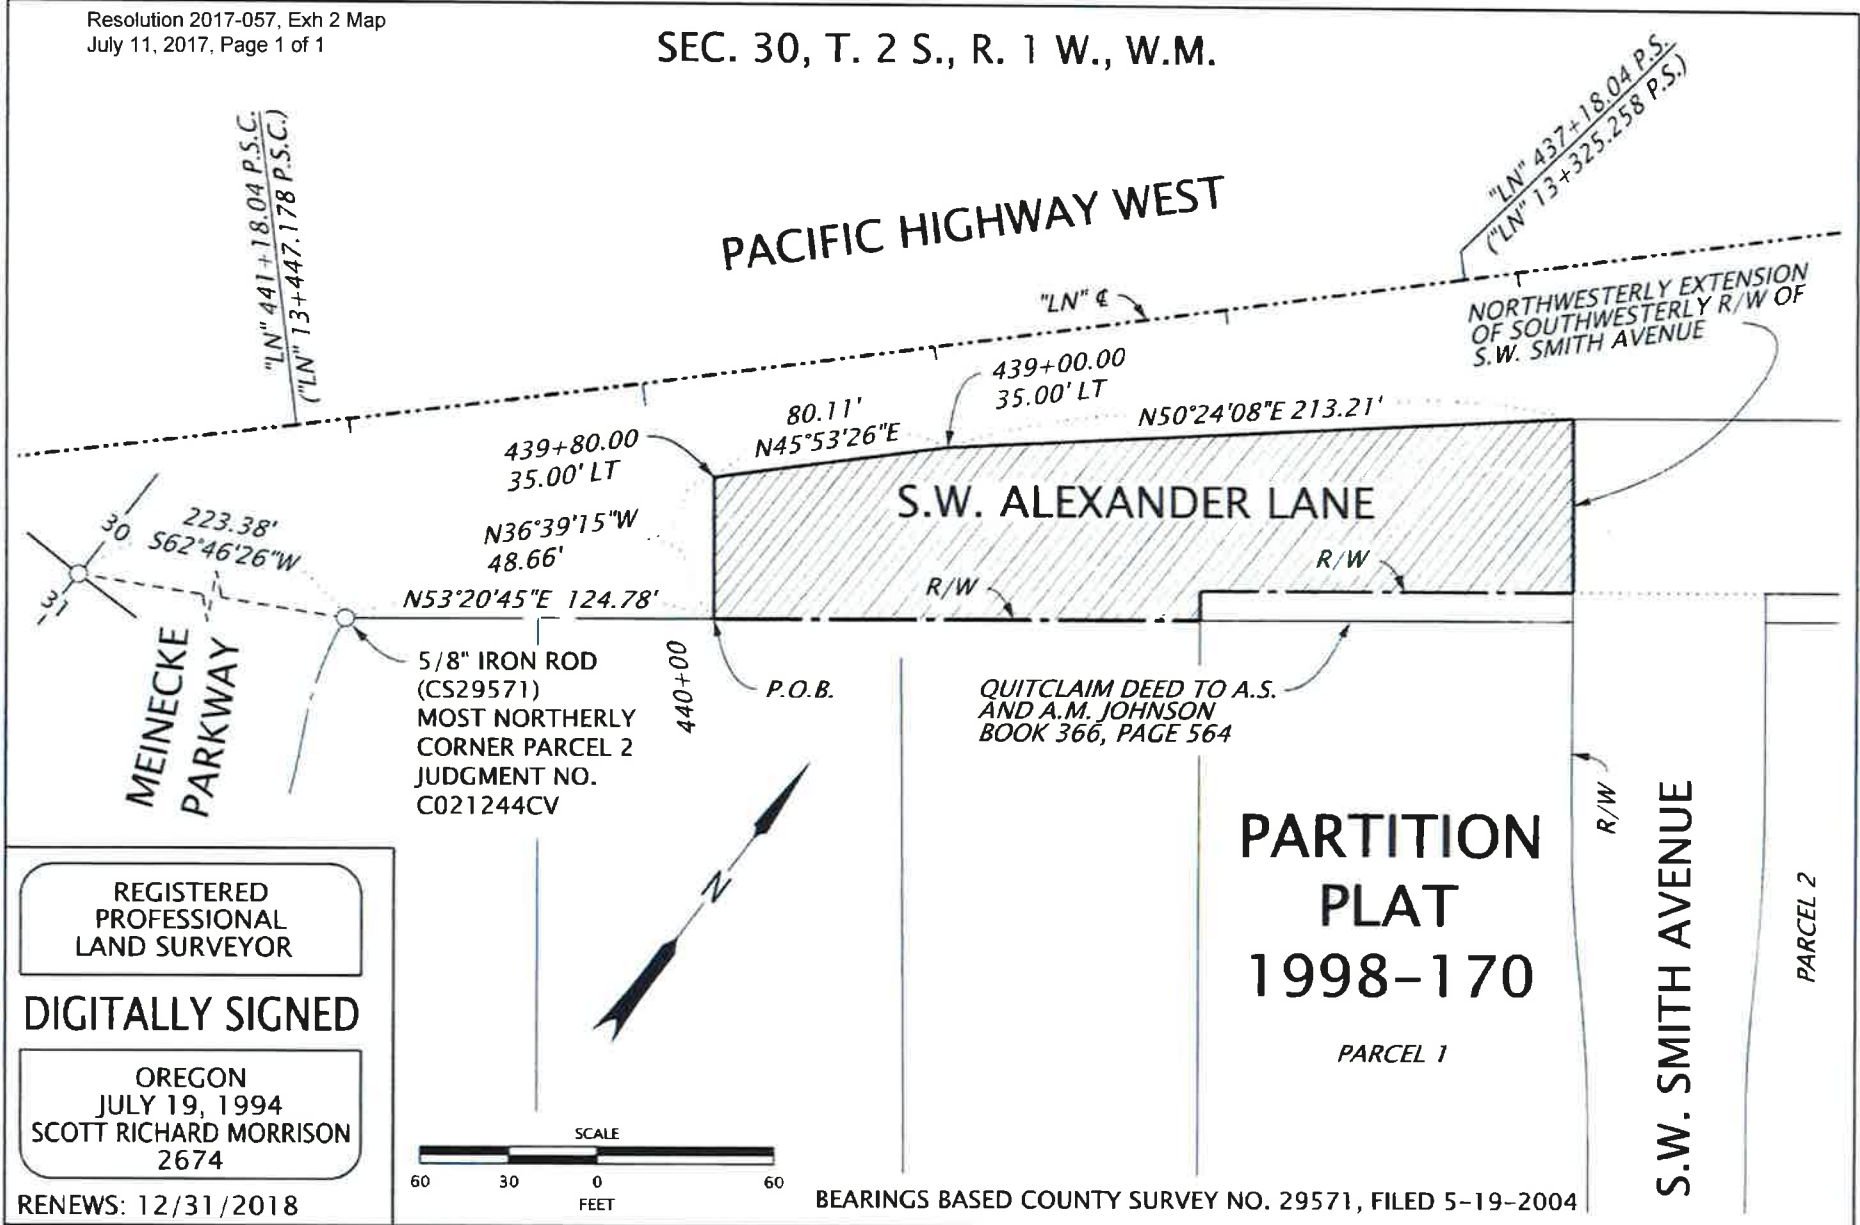 Resolution 2017-057, Exh 2 Map
July 11, 2017, Page 1 of 1
SEC. 30, T. 2 S., R. 1 W., W.M.
"LN" 441+18.04 P.S.C.
("LN" 13+447.178 P.S.C.)
PACIFIC HIGHWAY WEST
"LN" 437+18.04 P.S.
("LN" 13+325.258 P.S.)
"LN" ℄
NORTHWESTERLY EXTENSION
OF SOUTHWESTERLY R/W OF
S.W. SMITH AVENUE
439+00.00
35.00' LT
80.11'
N45°53'26"E
N50°24'08"E 213.21'
439+80.00
35.00' LT
S.W. ALEXANDER LANE
N36°39'15"W
48.66'
30
31
223.38'
S62°46'26"W
N53°20'45"E 124.78'
R/W
R/W
MEINECKE
PARKWAY
5/8" IRON ROD
(CS29571)
MOST NORTHERLY
CORNER PARCEL 2
JUDGMENT NO.
C021244CV
440+00
P.O.B.
QUITCLAIM DEED TO A.S.
AND A.M. JOHNSON
BOOK 366, PAGE 564
N
PARTITION
PLAT
1998-170
PARCEL 1
R/W
S.W. SMITH AVENUE
PARCEL 2
REGISTERED
PROFESSIONAL
LAND SURVEYOR
DIGITALLY SIGNED
OREGON
JULY 19, 1994
SCOTT RICHARD MORRISON
2674
RENEWS: 12/31/2018
SCALE
60 30 0 60
FEET
BEARINGS BASED COUNTY SURVEY NO. 29571, FILED 5-19-2004